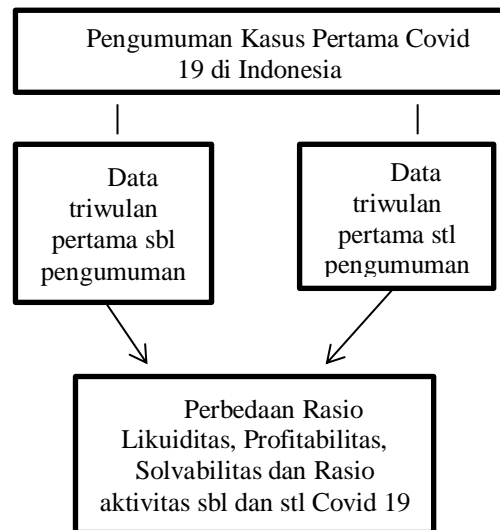 Pengumuman Kasus Pertama Covid
19 di Indonesia
Data
triwulan
pertama sbl
pengumuman
Data
triwulan
pertama stl
pengumuman
Perbedaan Rasio
Likuiditas, Profitabilitas,
Solvabilitas dan Rasio
aktivitas sbl dan stl Covid 19